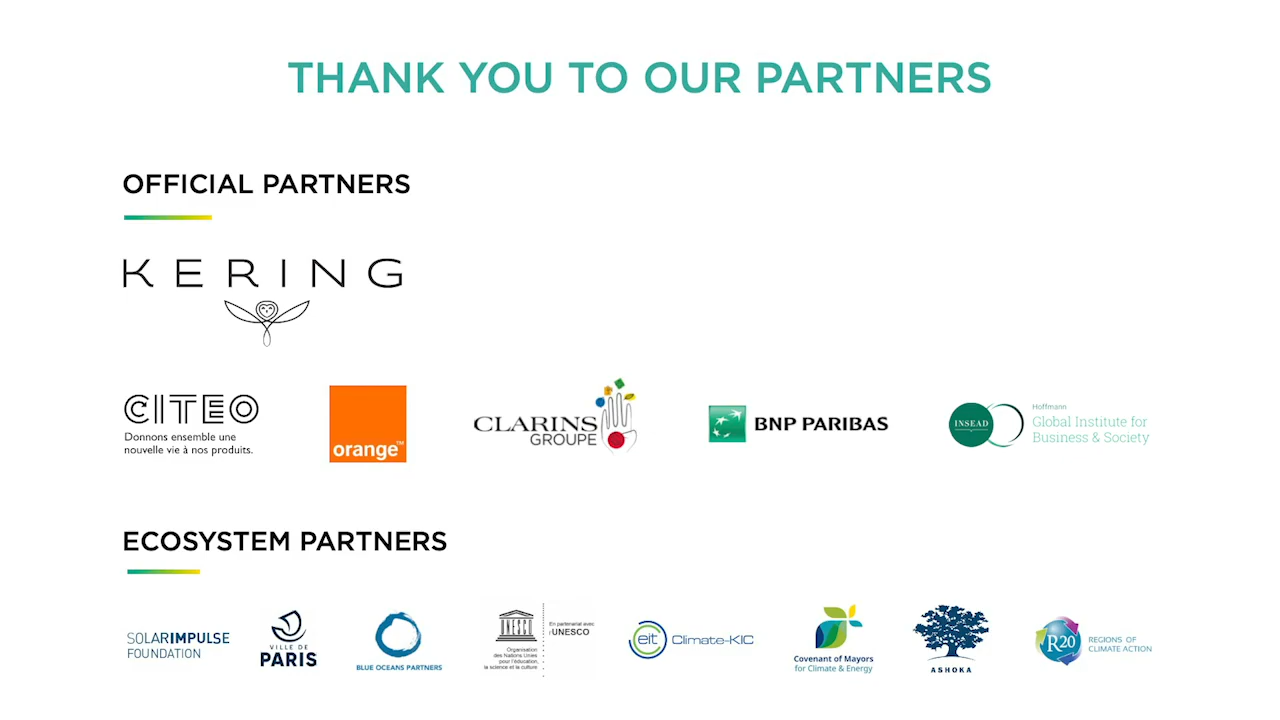 THANK YOU TO OUR PARTNERS
OFFICIAL PARTNERS
KERING
CITEO
Donnons ensemble une
nouvelle vie à nos produits.
orange™
CLARINS
GROUPE
BNP PARIBAS
INSEAD
Hoffmann
Global Institute for
Business & Society
ECOSYSTEM PARTNERS
SOLARIMPULSE
FOUNDATION
VILLE DE
PARIS
BLUE OCEANS PARTNERS
UNESCO
Organisation
des Nations Unies
pour l'éducation,
la science et la culture
En partenariat avec
l'UNESCO
eit Climate-KIC
Covenant of Mayors
for Climate & Energy
ASHOKA
R20
REGIONS OF
CLIMATE ACTION